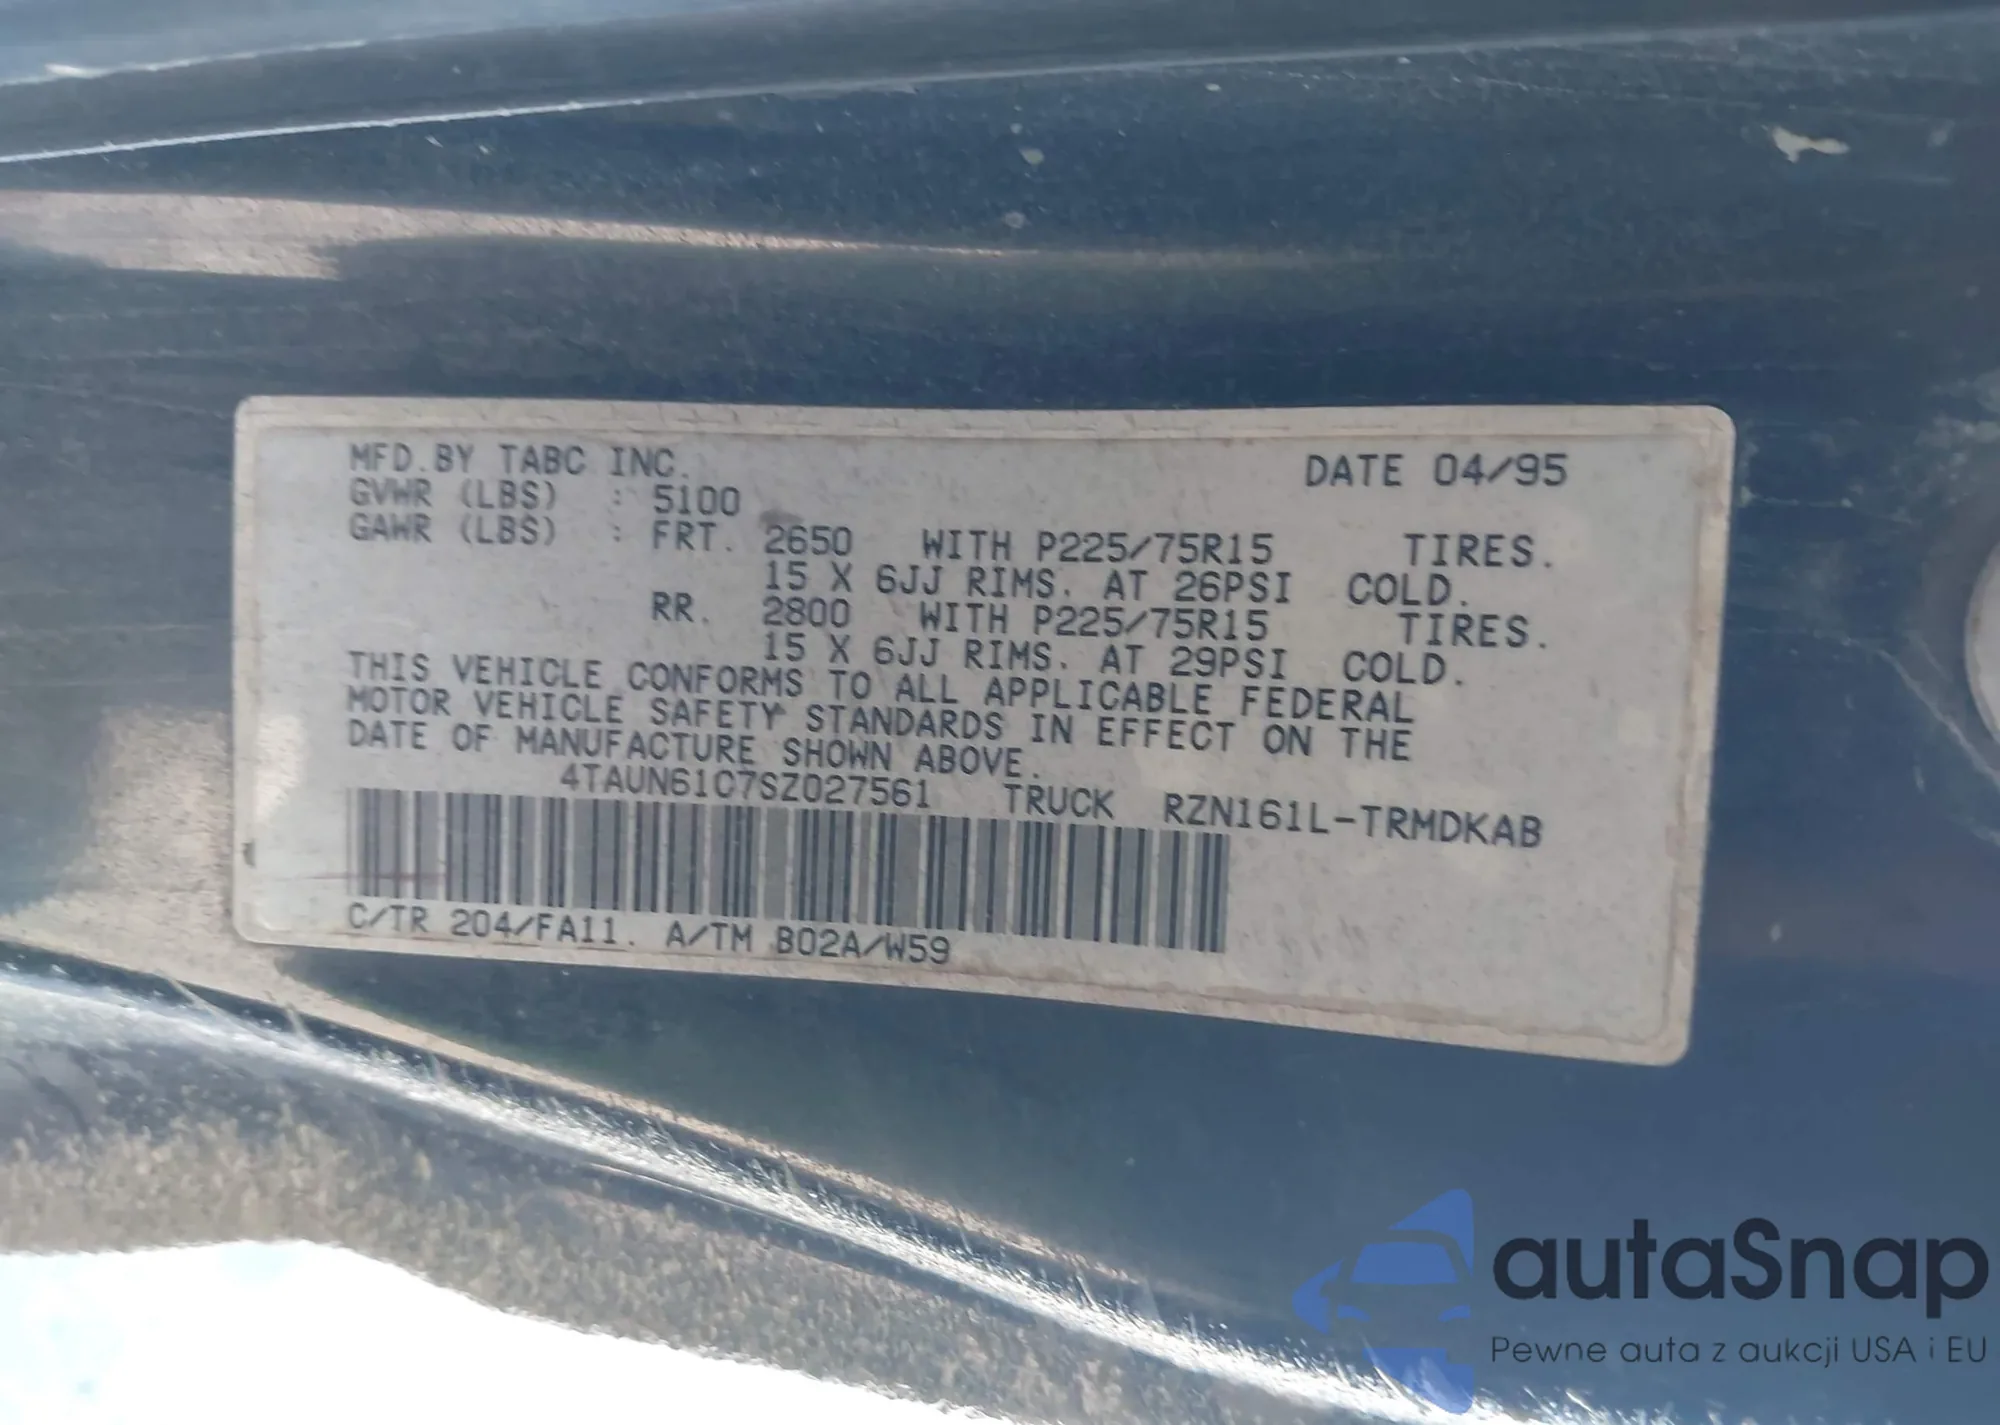 MFD.BY TABC INC. DATE 04/95
GVWR (LBS) : 5100
GAWR (LBS) : FRT. 2650 WITH P225/75R15 TIRES.
15 X 6JJ RIMS. AT 26PSI COLD.
RR. 2800 WITH P225/75R15 TIRES.
15 X 6JJ RIMS. AT 29PSI COLD.
THIS VEHICLE CONFORMS TO ALL APPLICABLE FEDERAL
MOTOR VEHICLE SAFETY STANDARDS IN EFFECT ON THE
DATE OF MANUFACTURE SHOWN ABOVE.
4TAUN61C7SZ027561 TRUCK RZN161L-TRMDKAB
C/TR 204/FA11. A/TM B02A/W59
autaSnap
Pewne auta z aukcji USA i EU